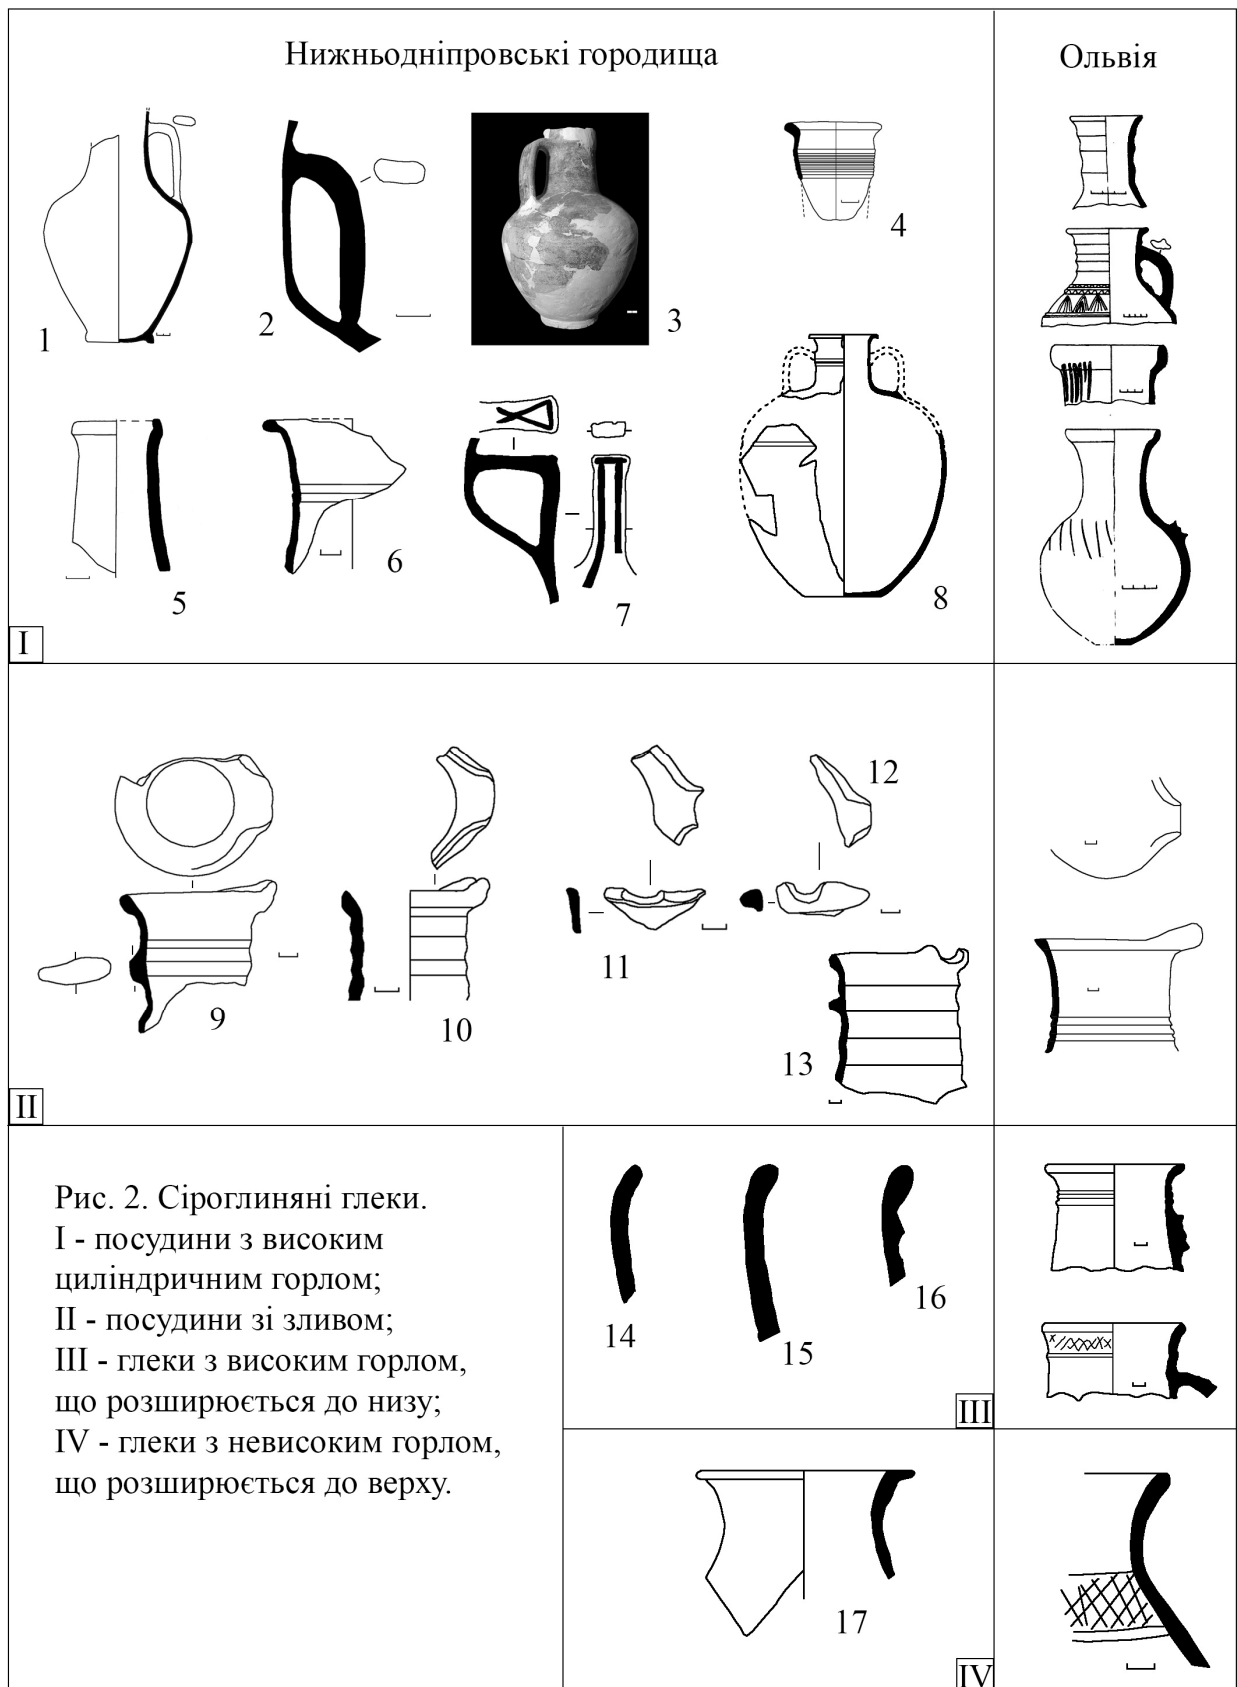 Нижньодніпровські городища
Ольвія
1
2
3
4
5
6
7
8
I
9
10
11
12
13
II
Рис. 2. Сіроглиняні глеки.
I - посудини з високим
циліндричним горлом;
II - посудини зі зливом;
III - глеки з високим горлом,
що розширюється до низу;
IV - глеки з невисоким горлом,
що розширюється до верху.
14
15
16
III
17
IV